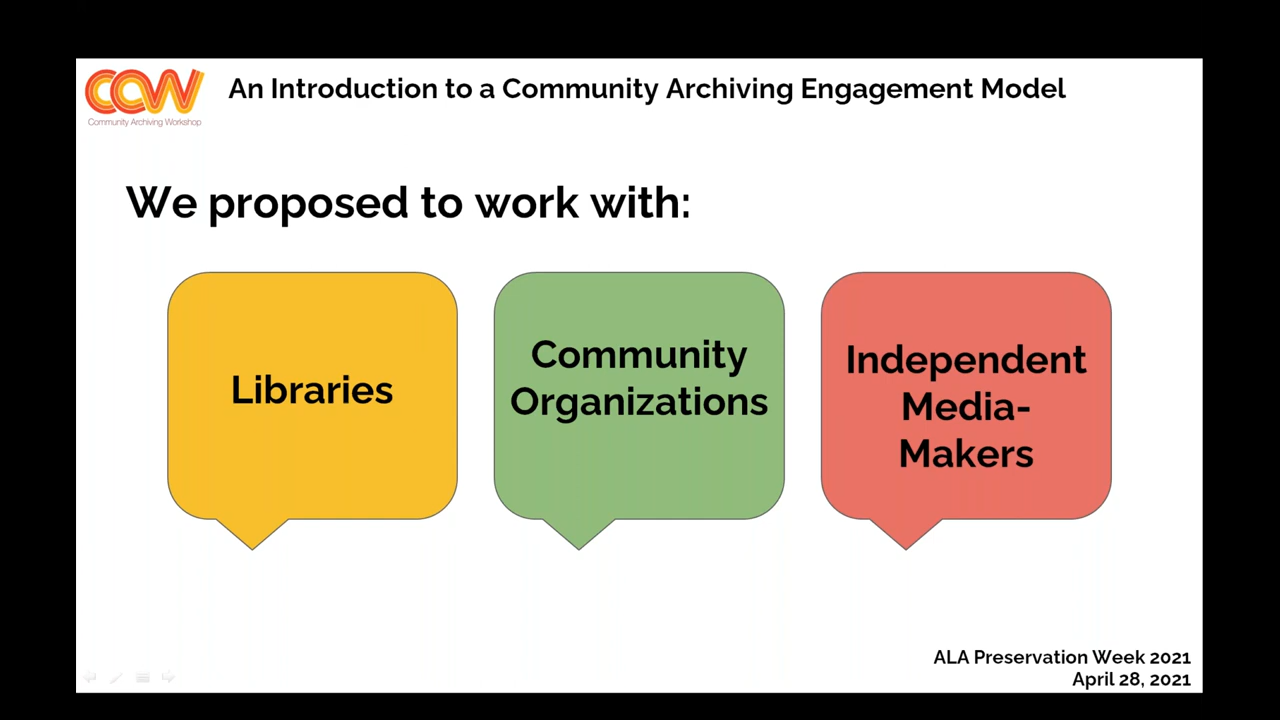 CAW
Community Archiving Workshop
An Introduction to a Community Archiving Engagement Model
We proposed to work with:
Libraries
Community
Organizations
Independent
Media-
Makers
ALA Preservation Week 2021
April 28, 2021